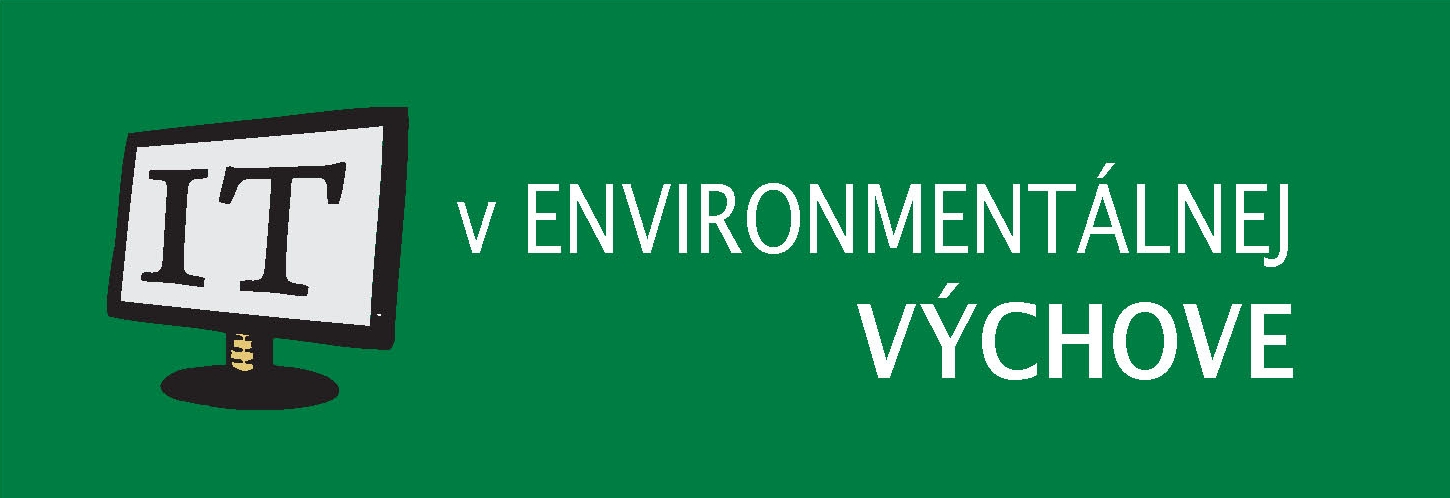 IT v ENVIRONMENTÁLNEJ
VÝCHOVE